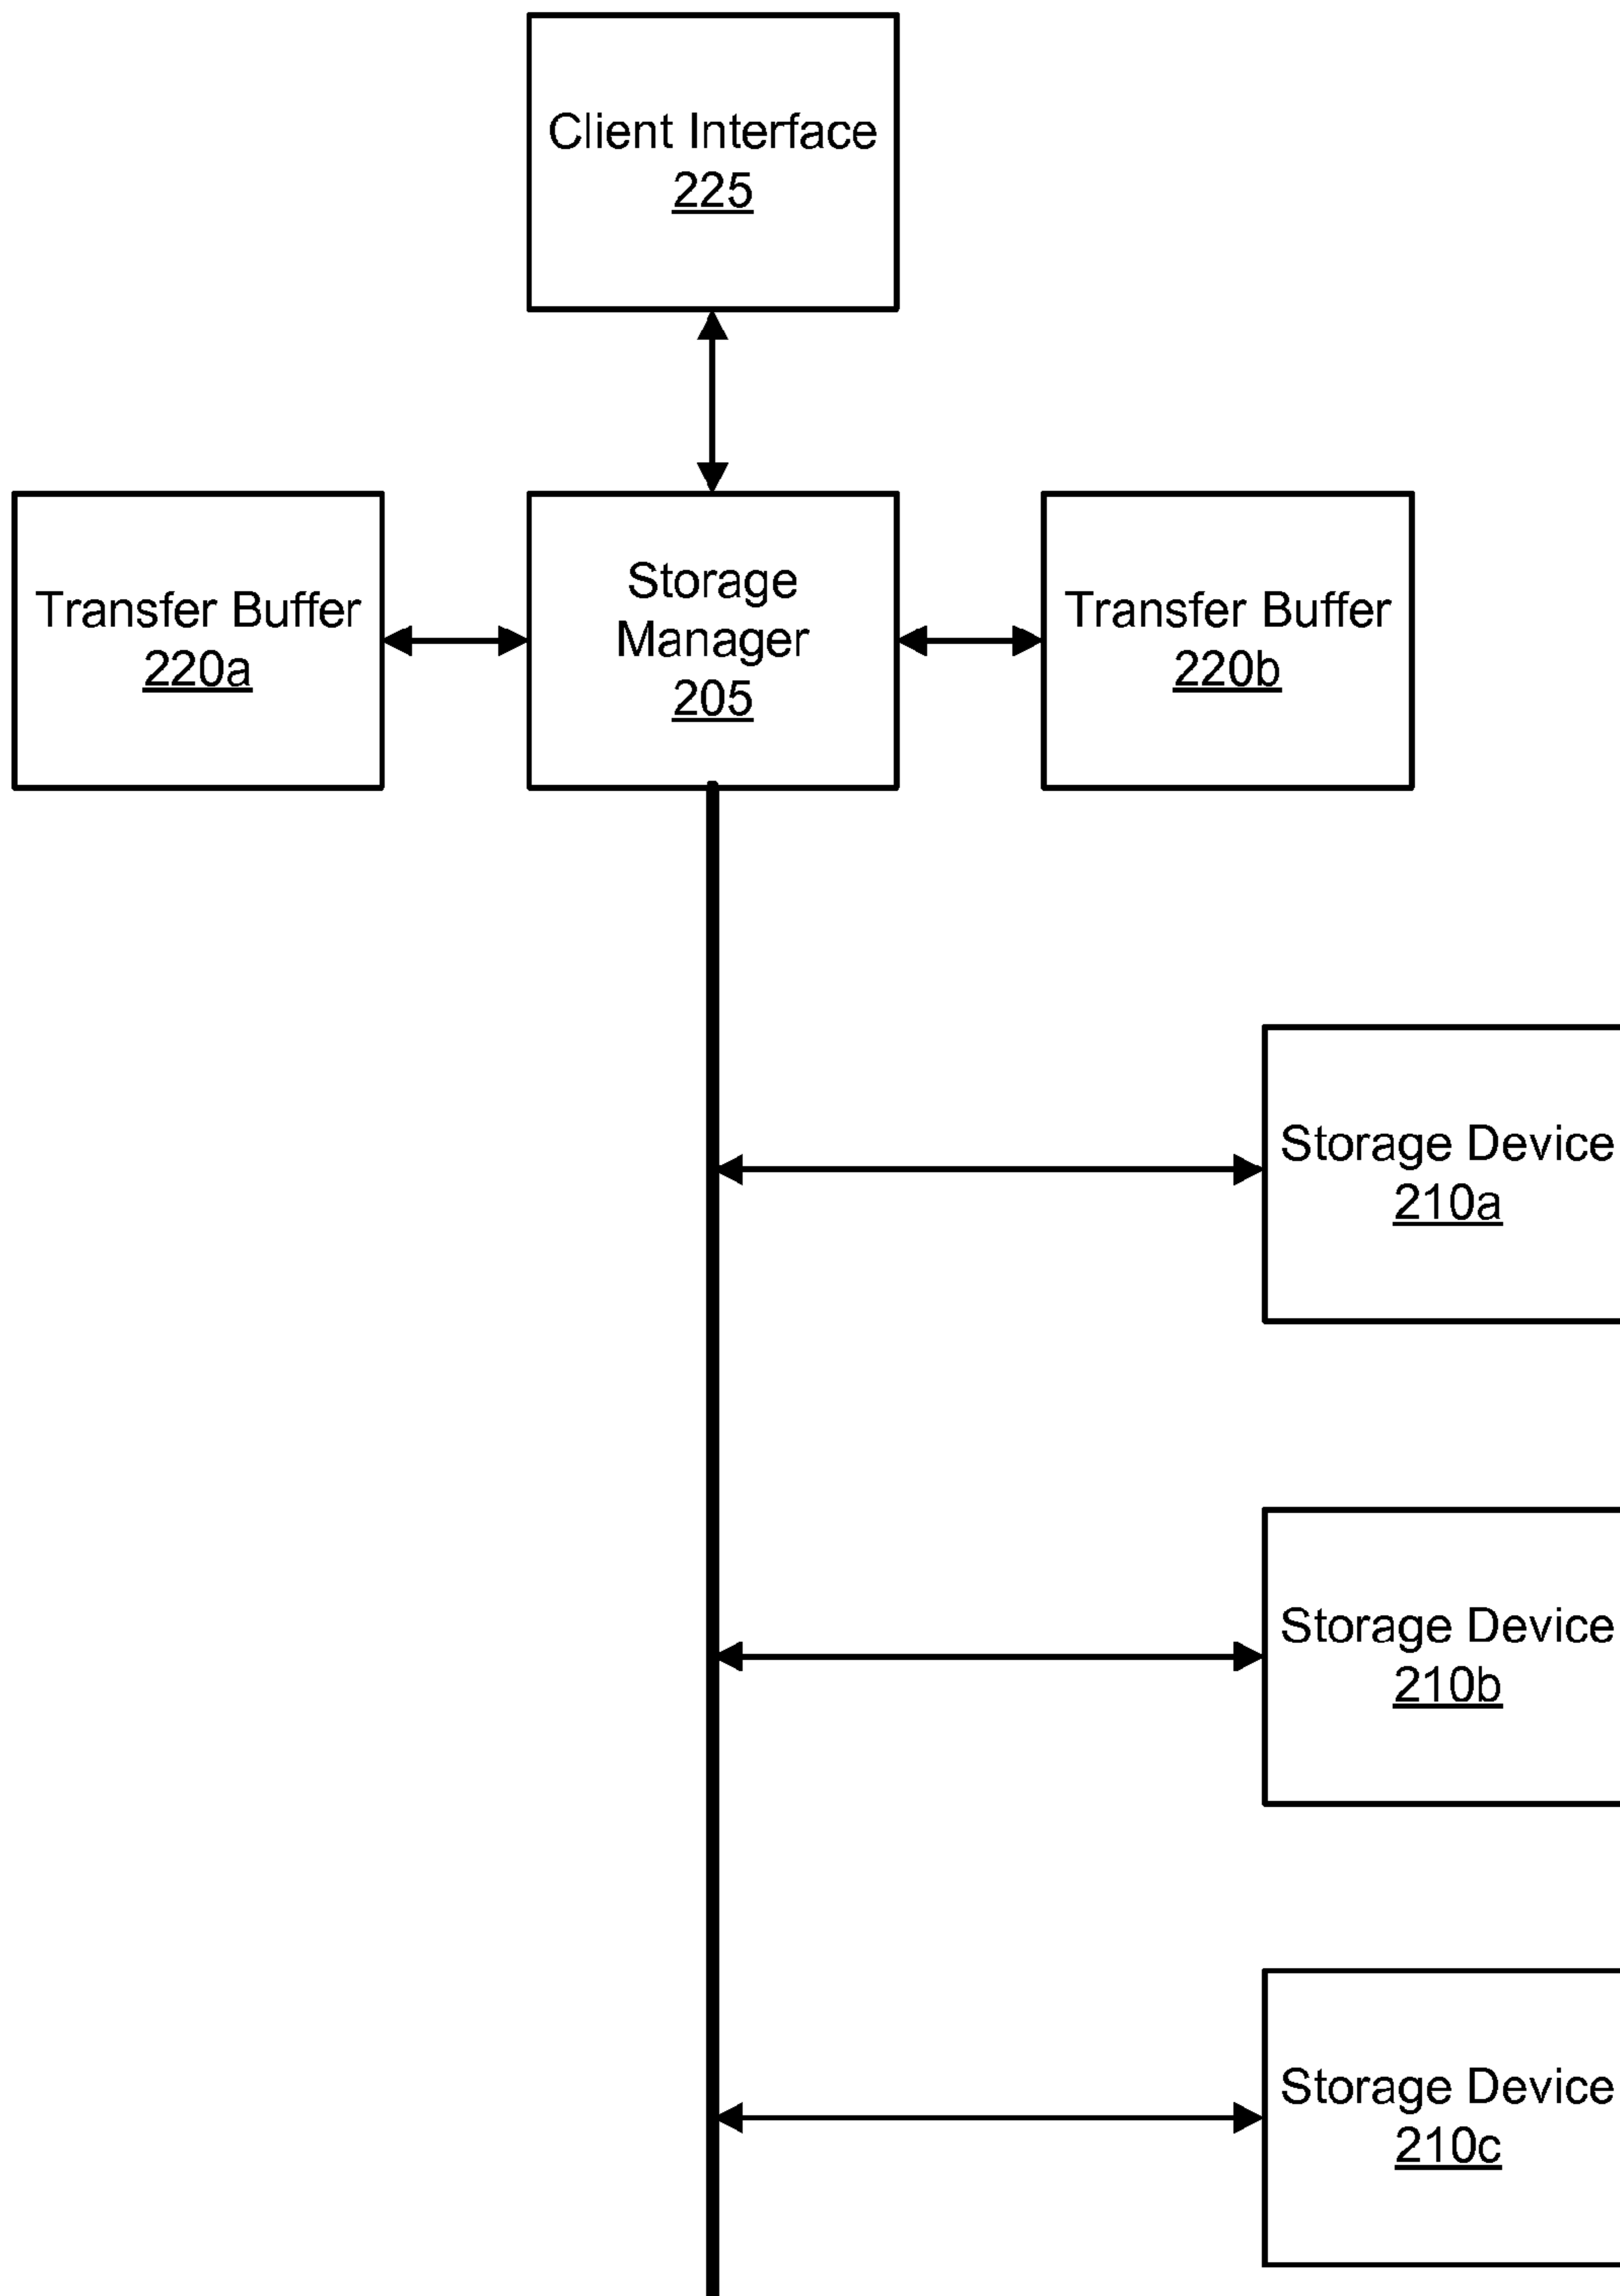 Client Interface
225
Transfer Buffer
220a
Storage
Manager
205
Transfer Buffer
220b
Storage Device
210a
Storage Device
210b
Storage Device
210c